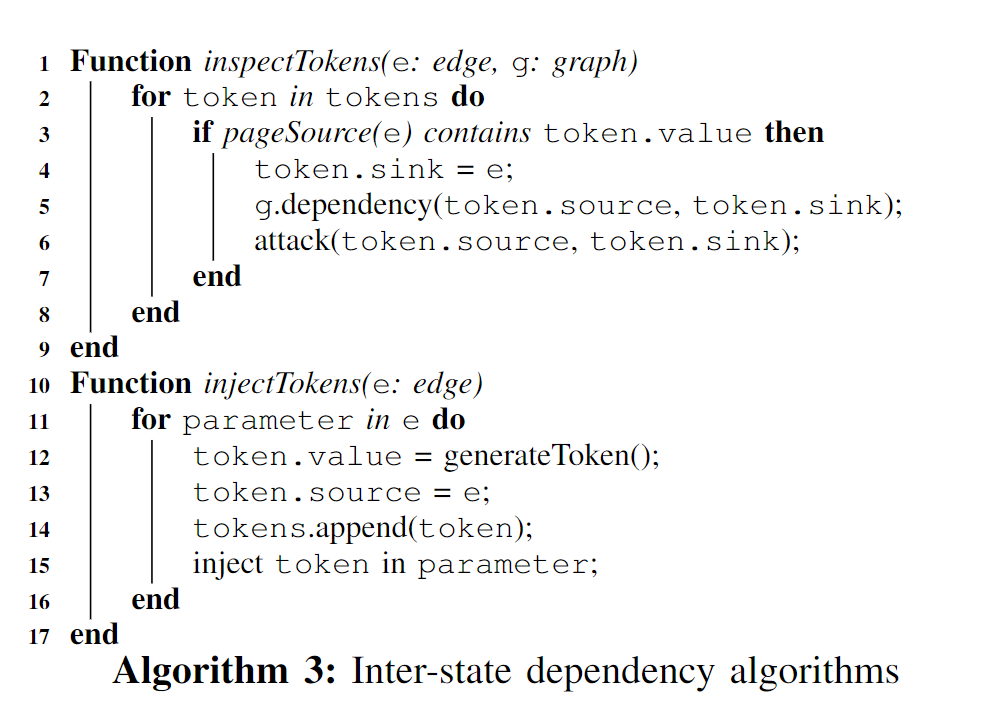 1 Function inspectTokens(e: edge, g: graph)
2 for token in tokens do
3 if pageSource(e) contains token.value then
4 token.sink = e;
5 g.dependency(token.source, token.sink);
6 attack(token.source, token.sink);
7 end
8 end
9 end
10 Function injectTokens(e: edge)
11 for parameter in e do
12 token.value = generateToken();
13 token.source = e;
14 tokens.append(token);
15 inject token in parameter;
16 end
17 end
Algorithm 3: Inter-state dependency algorithms